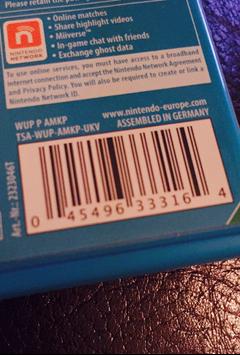 Please retain the
• Online matches
• Share highlight videos
• Miiverse™
• In-game chat with friends
• Exchange ghost data
NINTENDO
NETWORK
To use online services, you must have access to a broadband
internet connection and accept the Nintendo Network Agreement
and Privacy Policy. You will also be required to create or link a
Nintendo Network ID.
www.nintendo-europe.com
WUP P AMKP
TSA-WUP-AMKP-UKV
ASSEMBLED IN GERMANY
Art.-Nr.: 2323046T
0 45496 33316 4